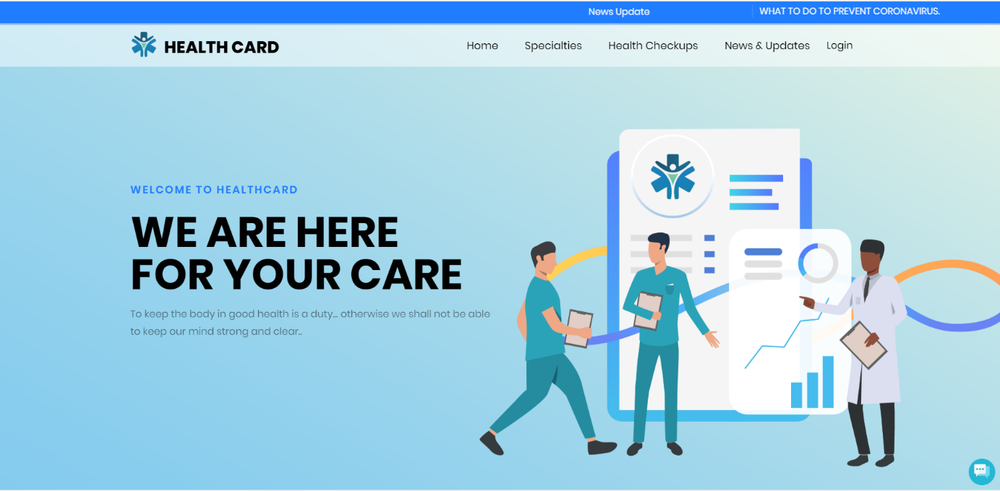 News Update
WHAT TO DO TO PREVENT CORONAVIRUS.
HEALTH CARD
Home
Specialties
Health Checkups
News & Updates
Login
WELCOME TO HEALTHCARD
WE ARE HERE
FOR YOUR CARE
To keep the body in good health is a duty... otherwise we shall not be able
to keep our mind strong and clear..